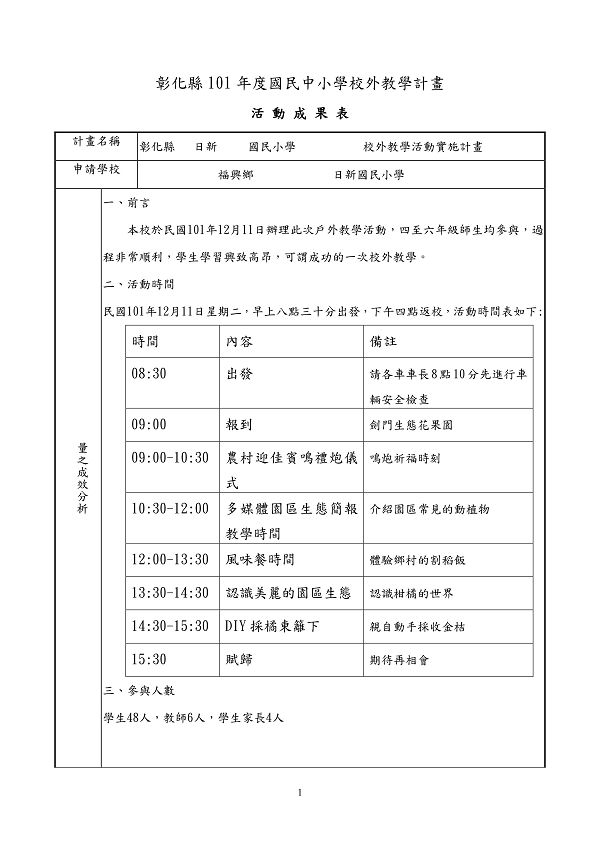 彰化縣 101 年度國民中小學校外教學計畫
活 動 成 果 表
計畫名稱
彰化縣 日新 國民小學 校外教學活動實施計畫
申請學校
福興鄉 日新國民小學
量之成效分析
一、前言
本校於民國101年12月11日辦理此次戶外教學活動，四至六年級師生均參與，過
程非常順利，學生學習興致高昂，可謂成功的一次校外教學。
二、活動時間
民國101年12月11日星期二，早上八點三十分出發，下午四點返校，活動時間表如下:
時間 內容 備註
08:30 出發 請各車車長8點10分先進行車
輛安全檢查
09:00 報到 劍門生態花果園
09:00-10:30 農村迎佳賓鳴禮炮儀 鳴炮祈福時刻
式
10:30-12:00 多媒體園區生態簡報 介紹園區常見的動植物
教學時間
12:00-13:30 風味餐時間 體驗鄉村的割稻飯
13:30-14:30 認識美麗的園區生態 認識柑橘的世界
14:30-15:30 DIY採橘東籬下 親自動手採收金桔
15:30 賦歸 期待再相會
三、參與人數
學生48人，教師6人，學生家長4人
1